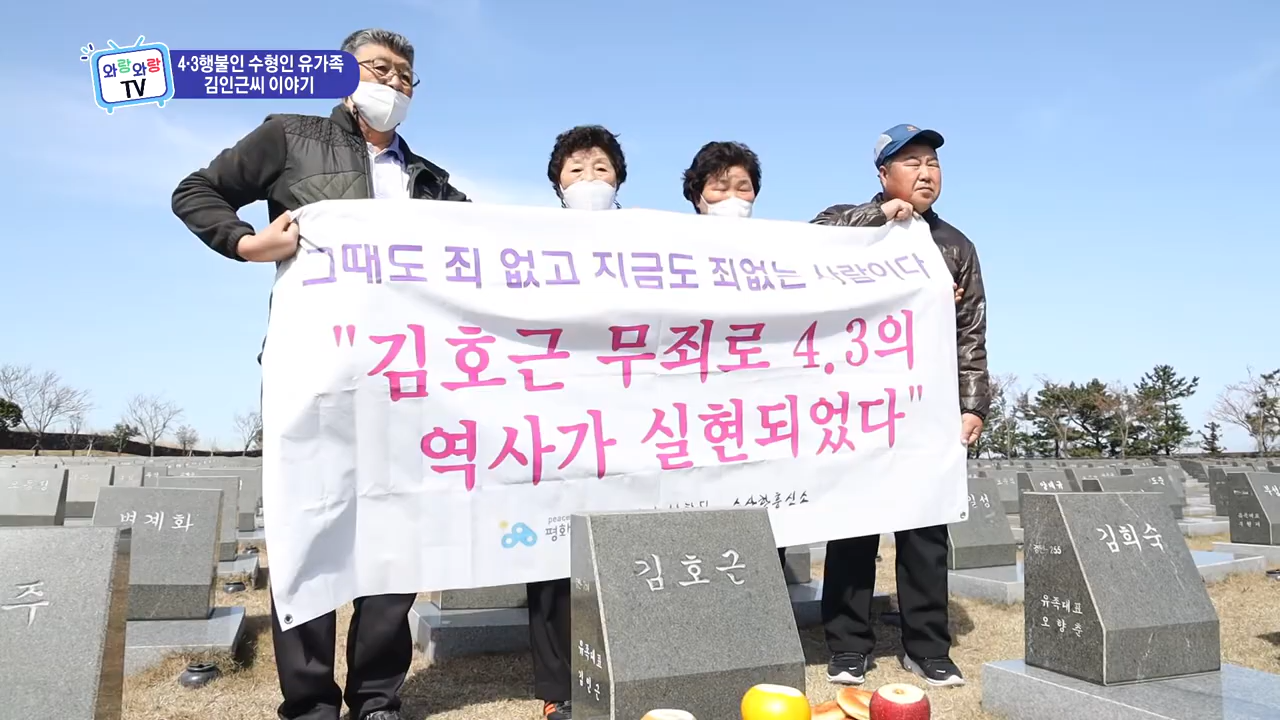 와랑와랑
TV
4·3행불인 수형인 유가족
김인근씨 이야기
그때도 죄 없고 지금도 죄없는 사람이다
"김호근 무죄로 4.3의
역사가 실현되었다"
peace
평화
김호근
유족대표
김인근
변계화
주
일성
김희숙
유족대표
오향춘